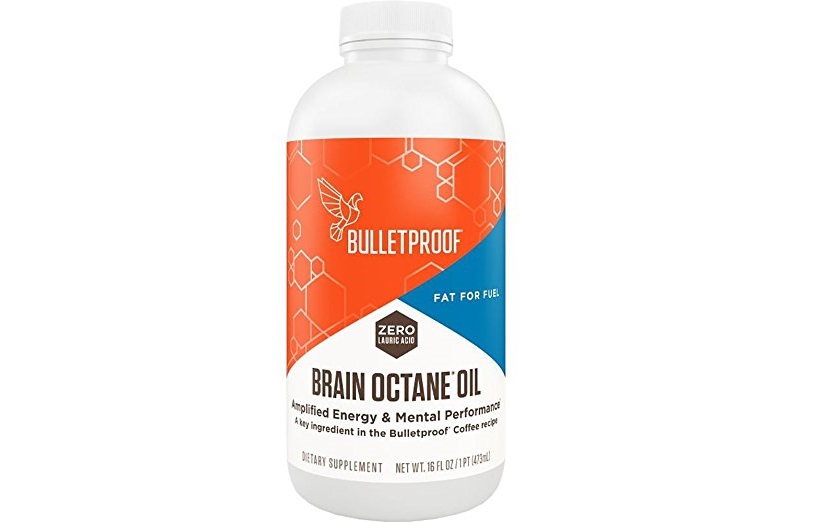 BULLETPROOF®
FAT FOR FUEL
ZERO
LAURIC ACID
BRAIN OCTANE® OIL
Amplified Energy & Mental Performance
A key ingredient in the Bulletproof® Coffee recipe
DIETARY SUPPLEMENT NET WT. 16 FL OZ / 1 PT (473mL)